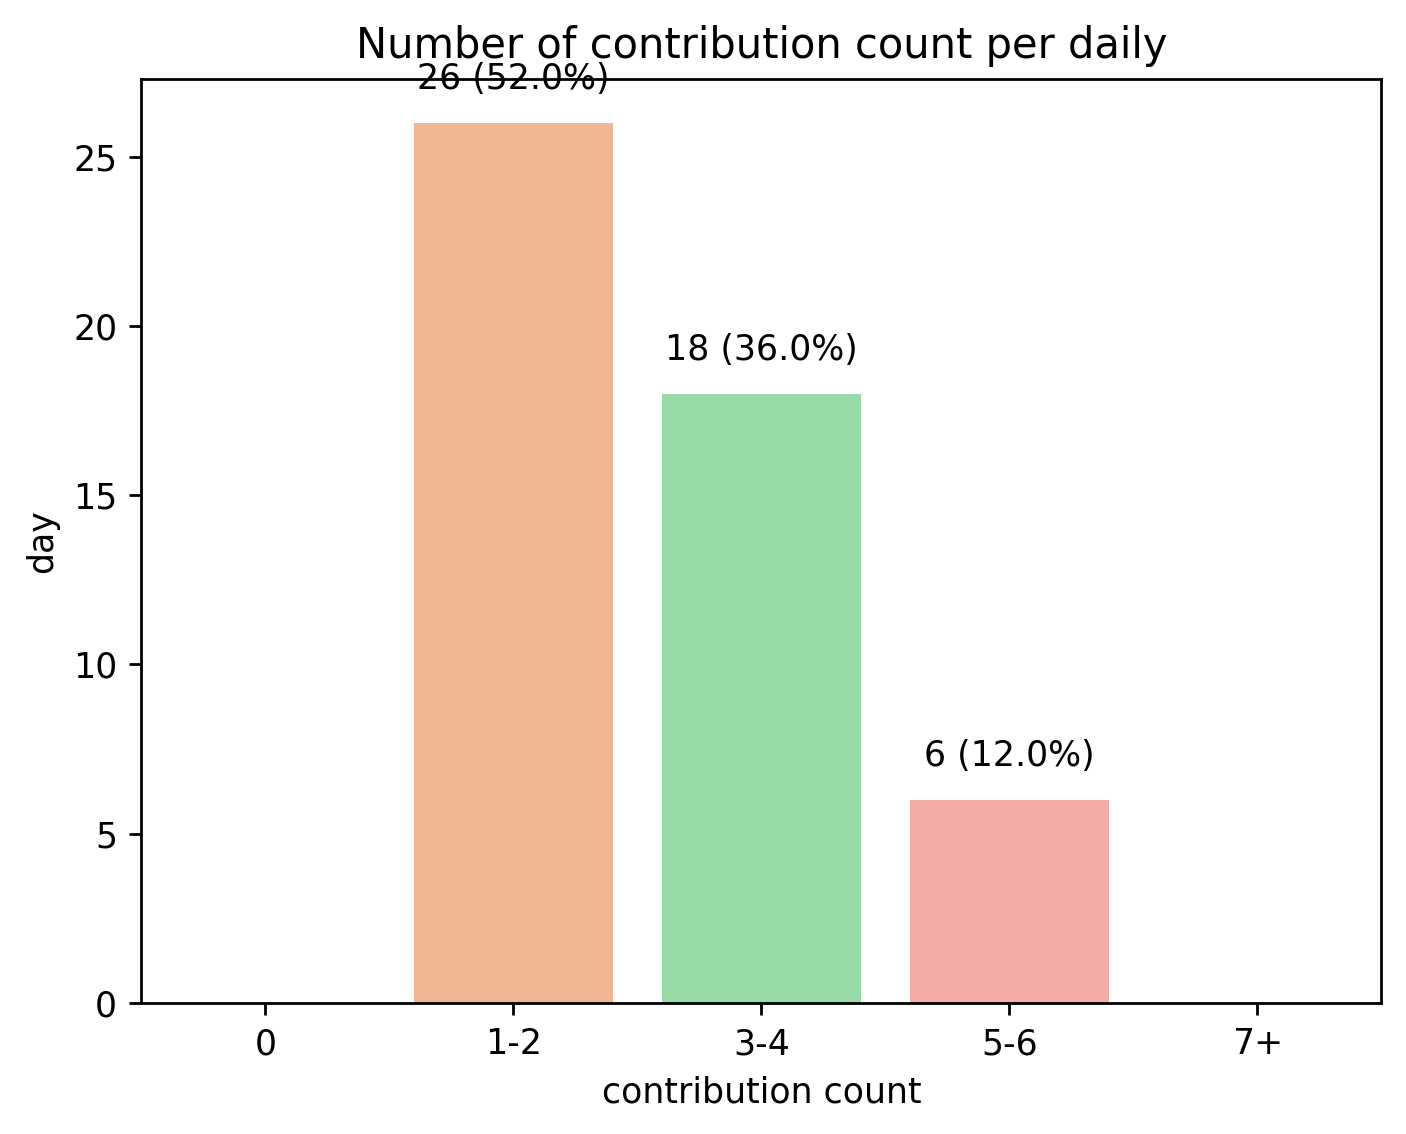 Number of contribution count per daily
26 (52.0%)
25
20
18 (36.0%)
15
day
10
6 (12.0%)
5
0
0 1-2 3-4 5-6 7+
contribution count